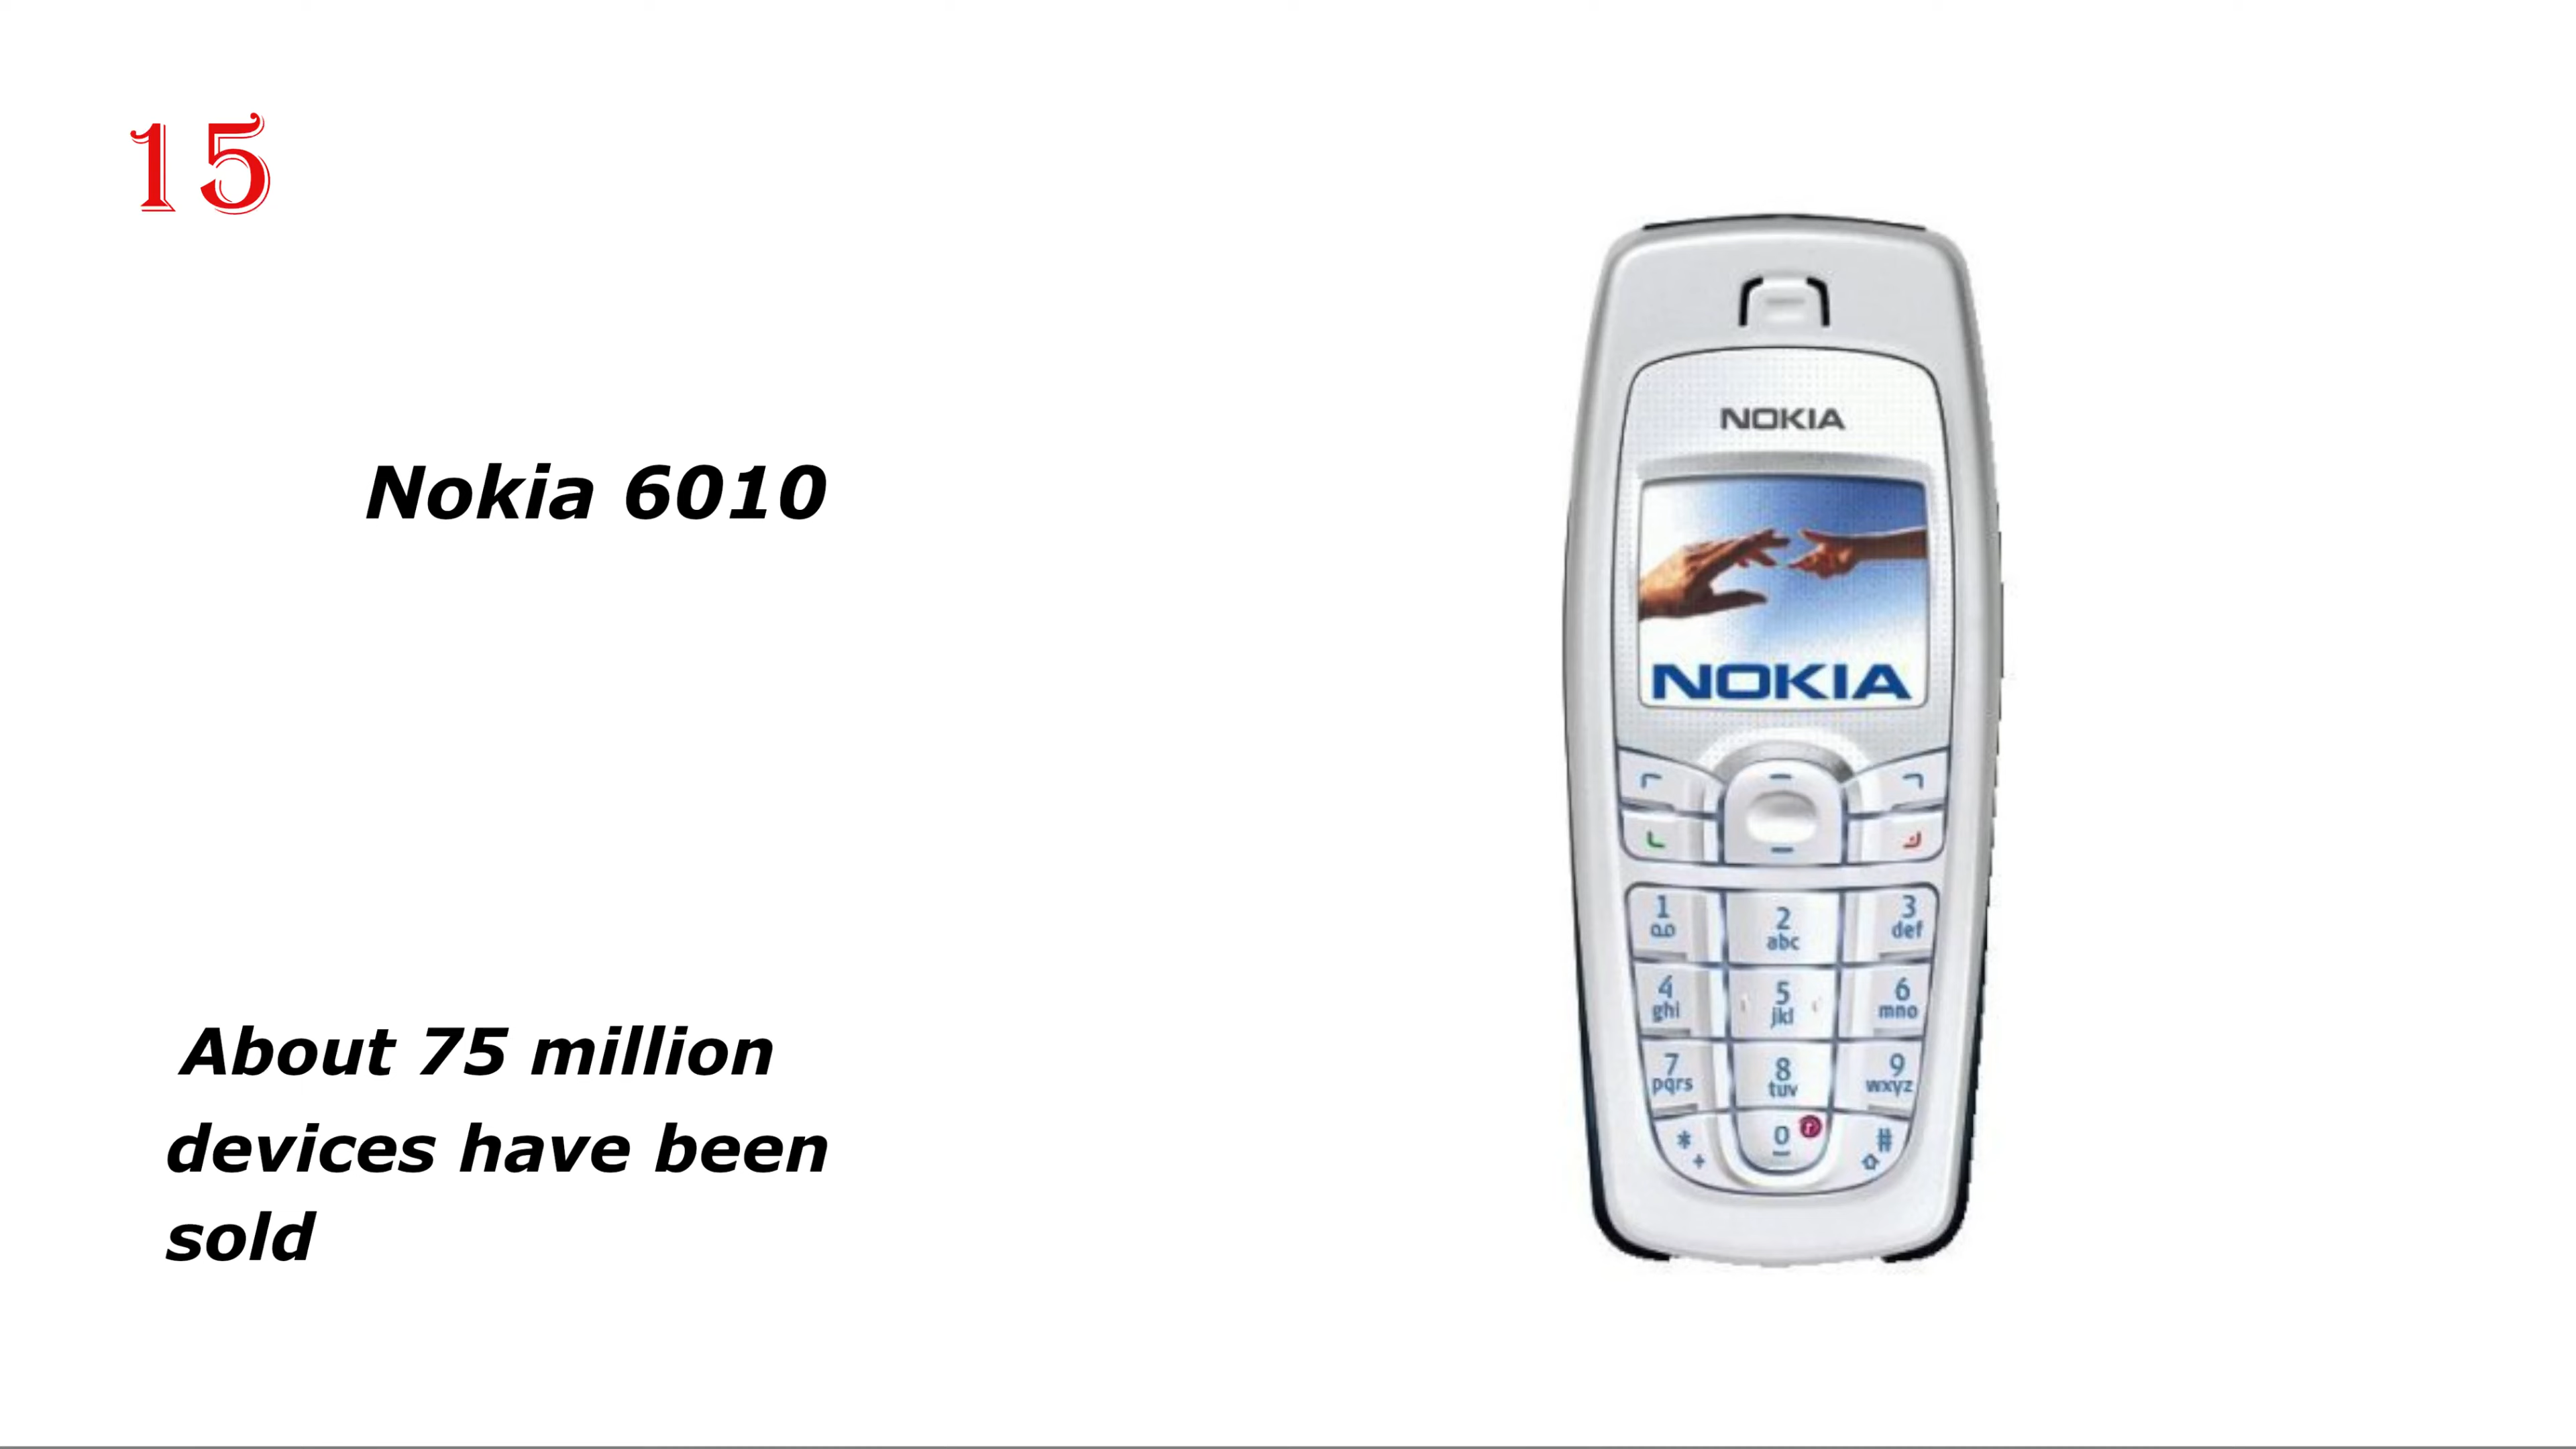 15
Nokia 6010
About 75 million
devices have been
sold
NOKIA
NOKIA
1
2
abc
3
def
4
ghi
5
jkl
6
mno
7
pqrs
8
tuv
9
wxyz
*
+
0
#